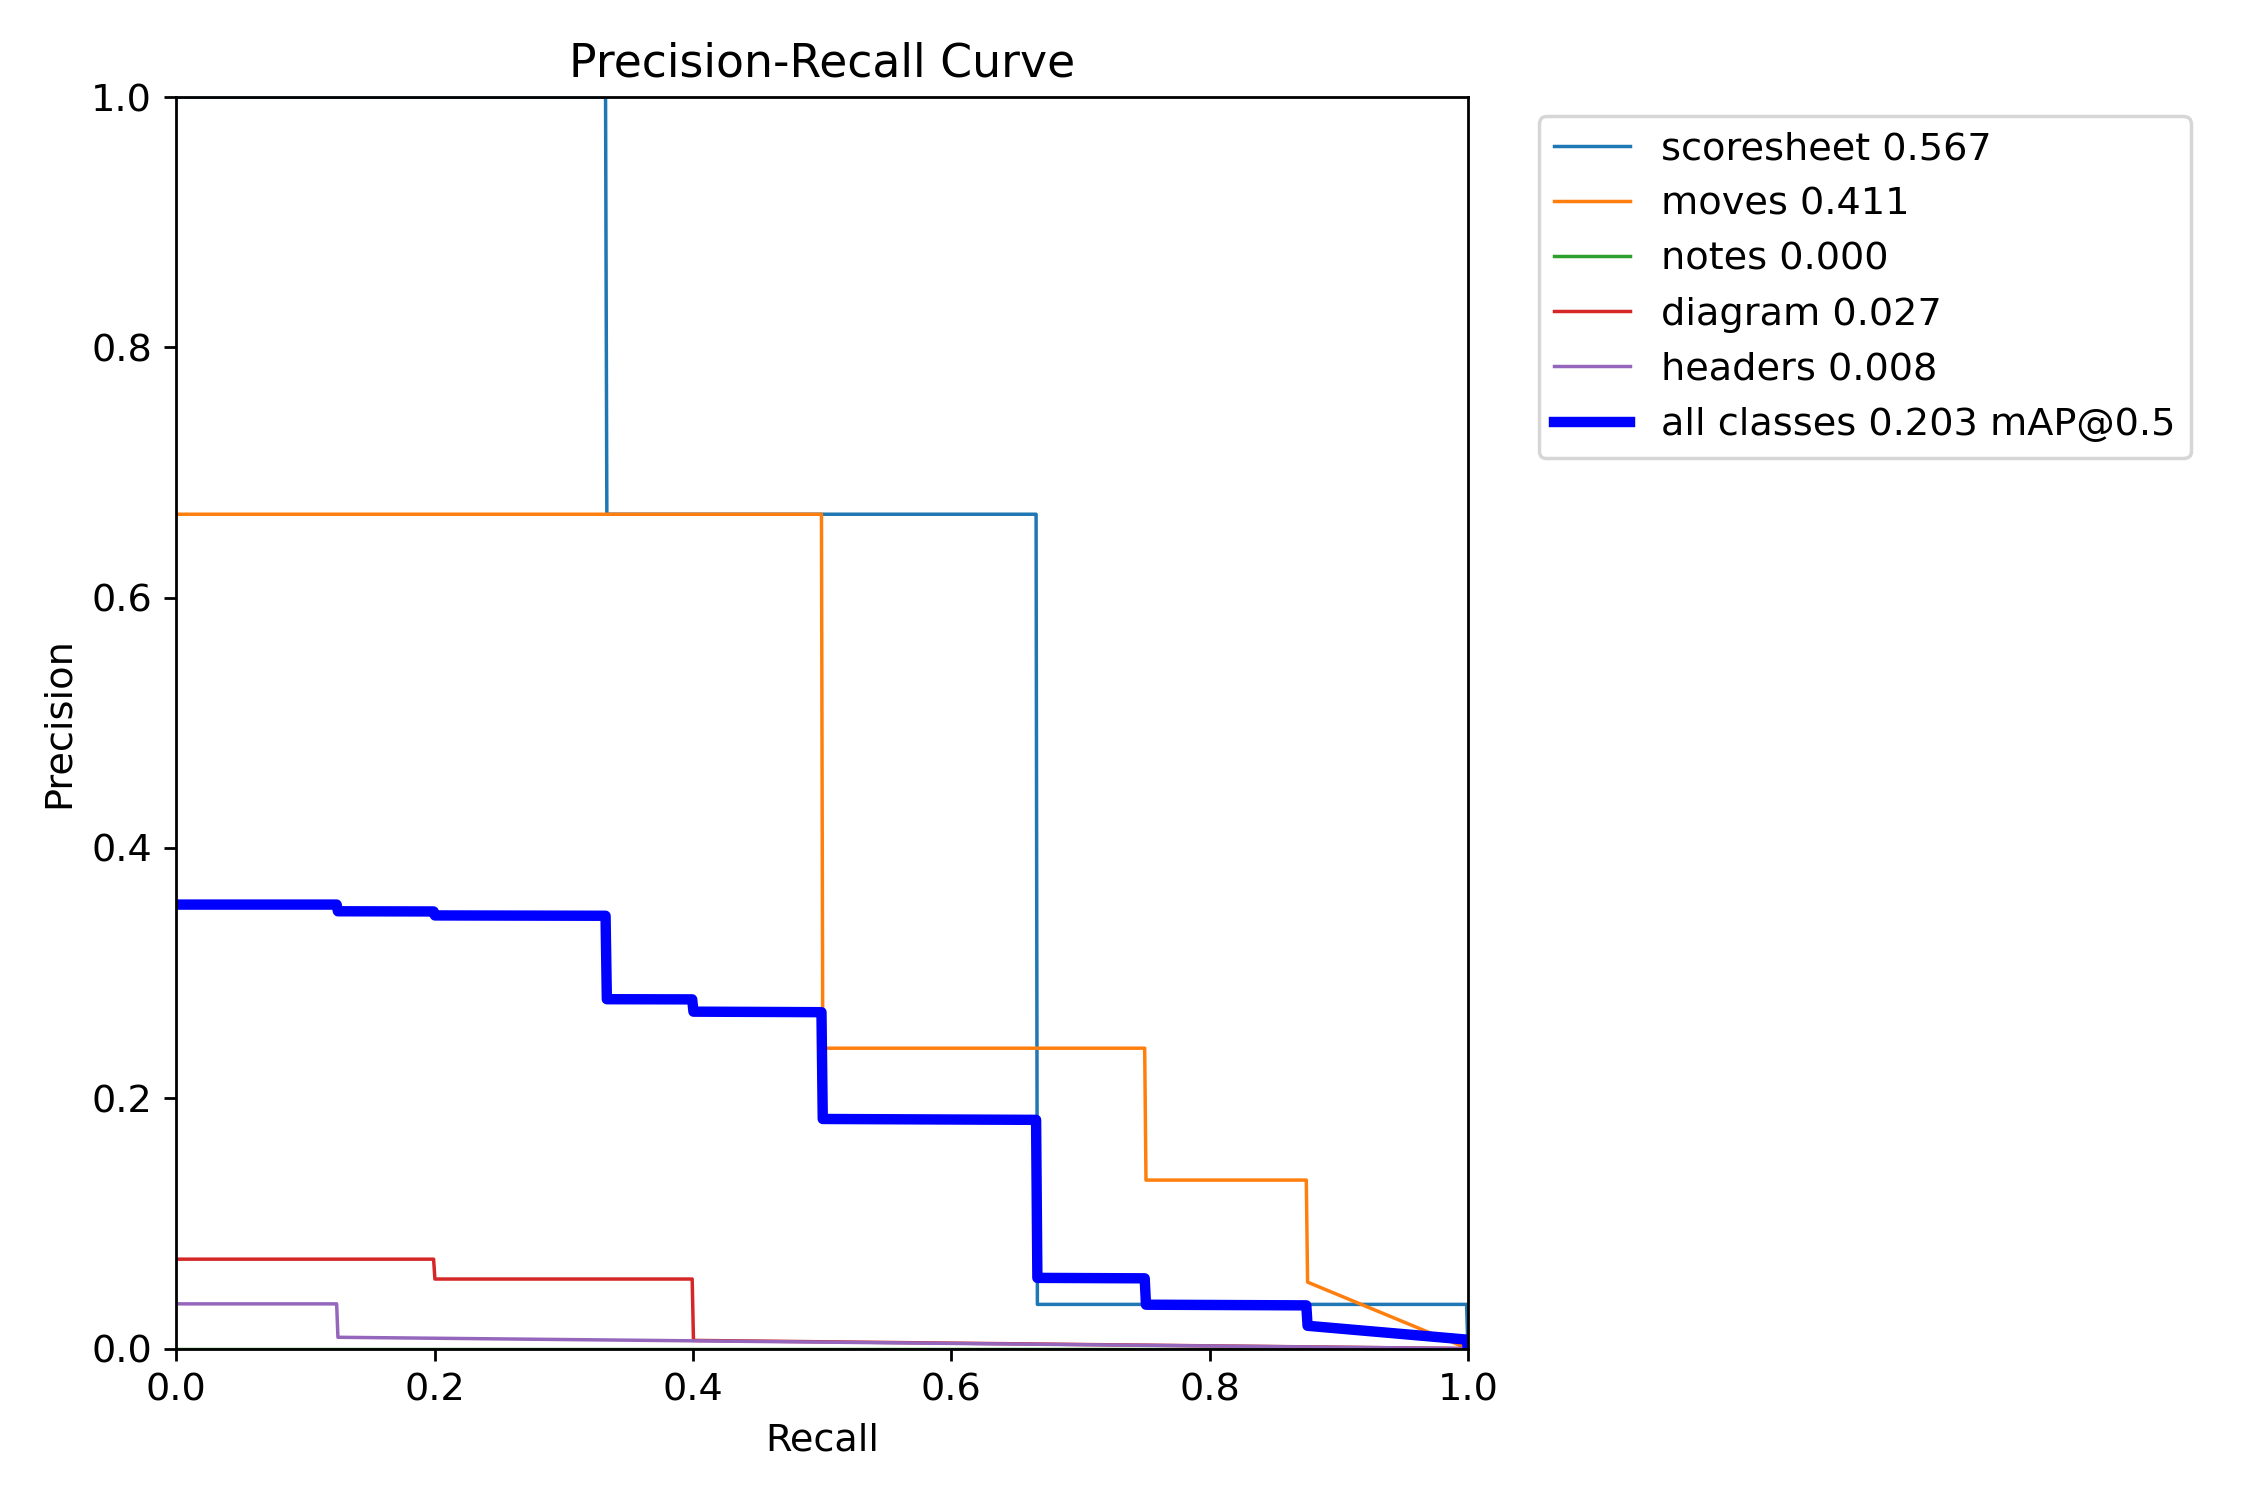 Precision-Recall Curve
1.0
0.8
0.6
0.4
0.2
0.0
Precision
0.0 0.2 0.4 0.6 0.8 1.0
Recall
scoresheet 0.567
moves 0.411
notes 0.000
diagram 0.027
headers 0.008
all classes 0.203 mAP@0.5